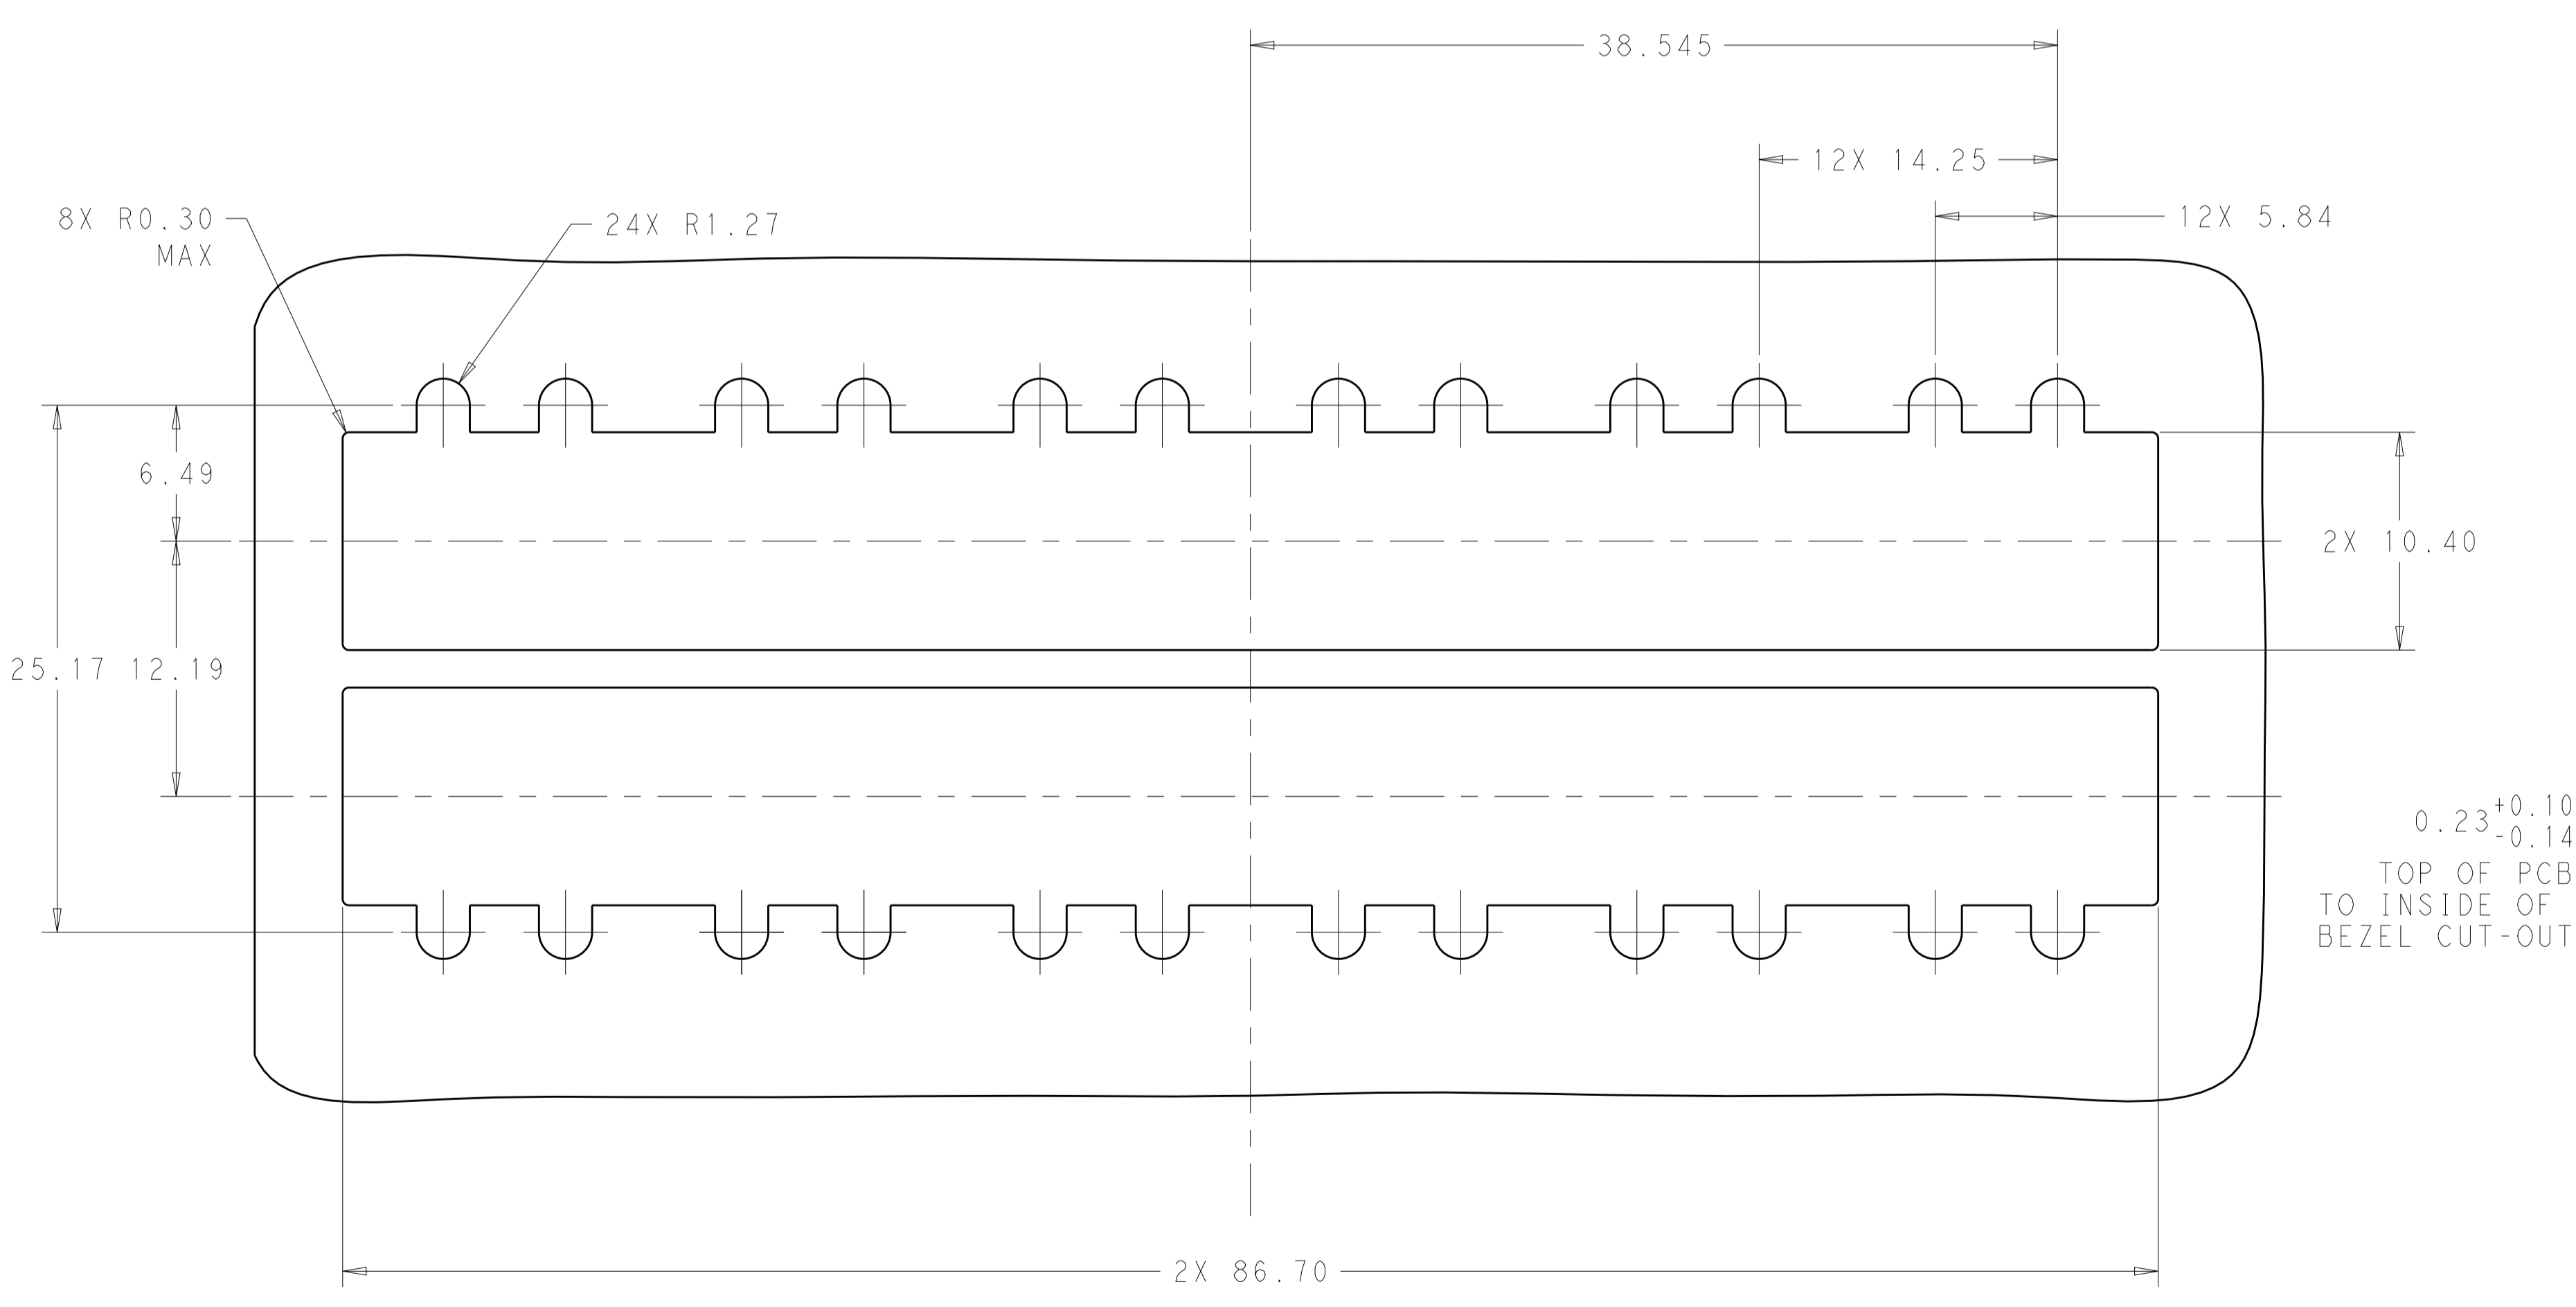 38.545
12X 14.25
12X 5.84
8X R0.30
MAX
24X R1.27
6.49
2X 10.40
25.17 12.19
0.23 +0.10
-0.14
TOP OF PCB
TO INSIDE OF
BEZEL CUT-OUT
2X 86.70